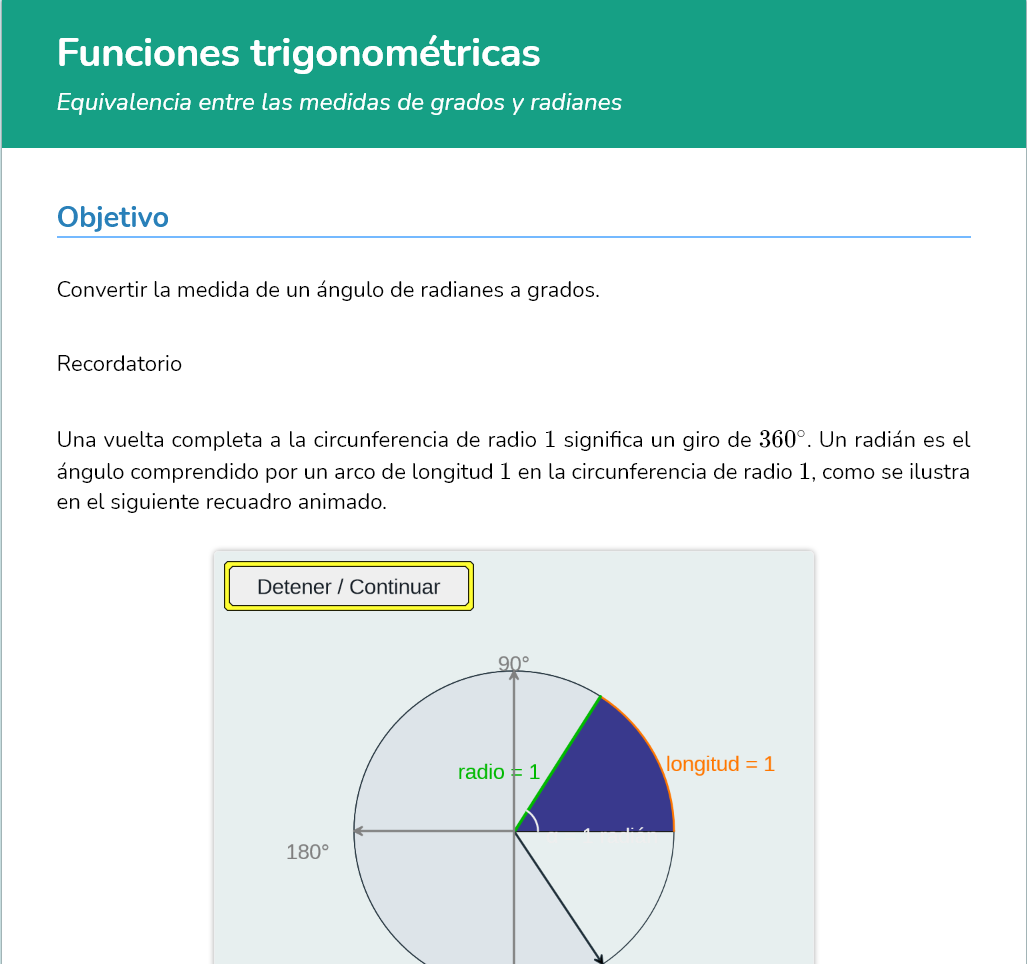 Funciones trigonométricas
Equivalencia entre las medidas de grados y radianes
Objetivo
Convertir la medida de un ángulo de radianes a grados.
Recordatorio
Una vuelta completa a la circunferencia de radio 1 significa un giro de 360°. Un radián es el
ángulo comprendido por un arco de longitud 1 en la circunferencia de radio 1, como se ilustra
en el siguiente recuadro animado.
Detener / Continuar
90°
longitud = 1
radio = 1
1 radián
180°